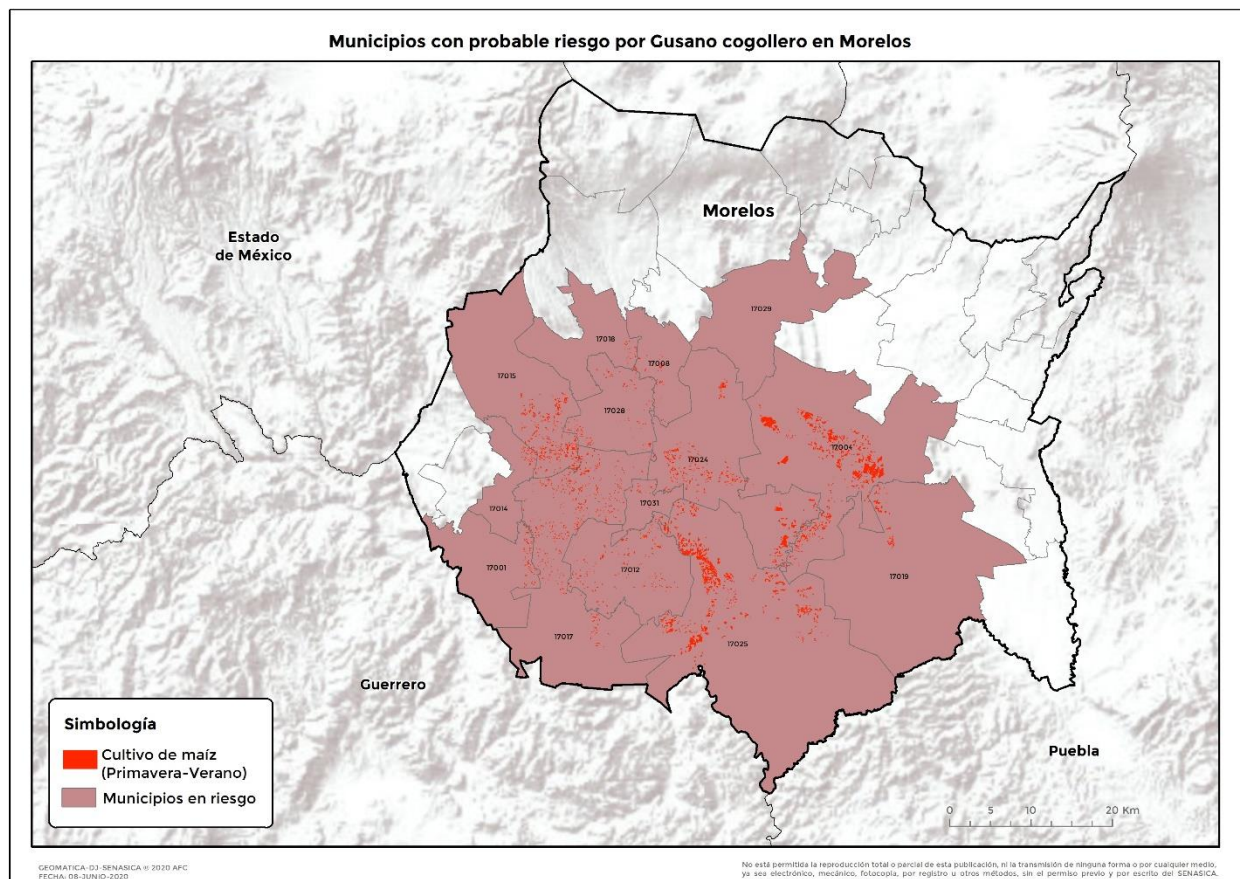 Municipios con probable riesgo por Gusano cogollero en Morelos
Morelos
Estado
de México
17029
17018
17008
17015
17028
17004
17024
17014
17031
17001
17012
17019
17017
17025
Guerrero
Puebla
Simbología
Cultivo de maíz
(Primavera-Verano)
Municipios en riesgo
0 5 10 20 Km
GEOMATICA-DJ-SENASICA © 2020 AFC
FECHA: 08-JUNIO-2020
No está permitida la reproducción total o parcial de esta publicación, ni la transmisión de ninguna forma o por cualquier medio,
ya sea electrónico, mecánico, fotocopia, por registro u otros métodos, sin el permiso previo y por escrito del SENASICA.